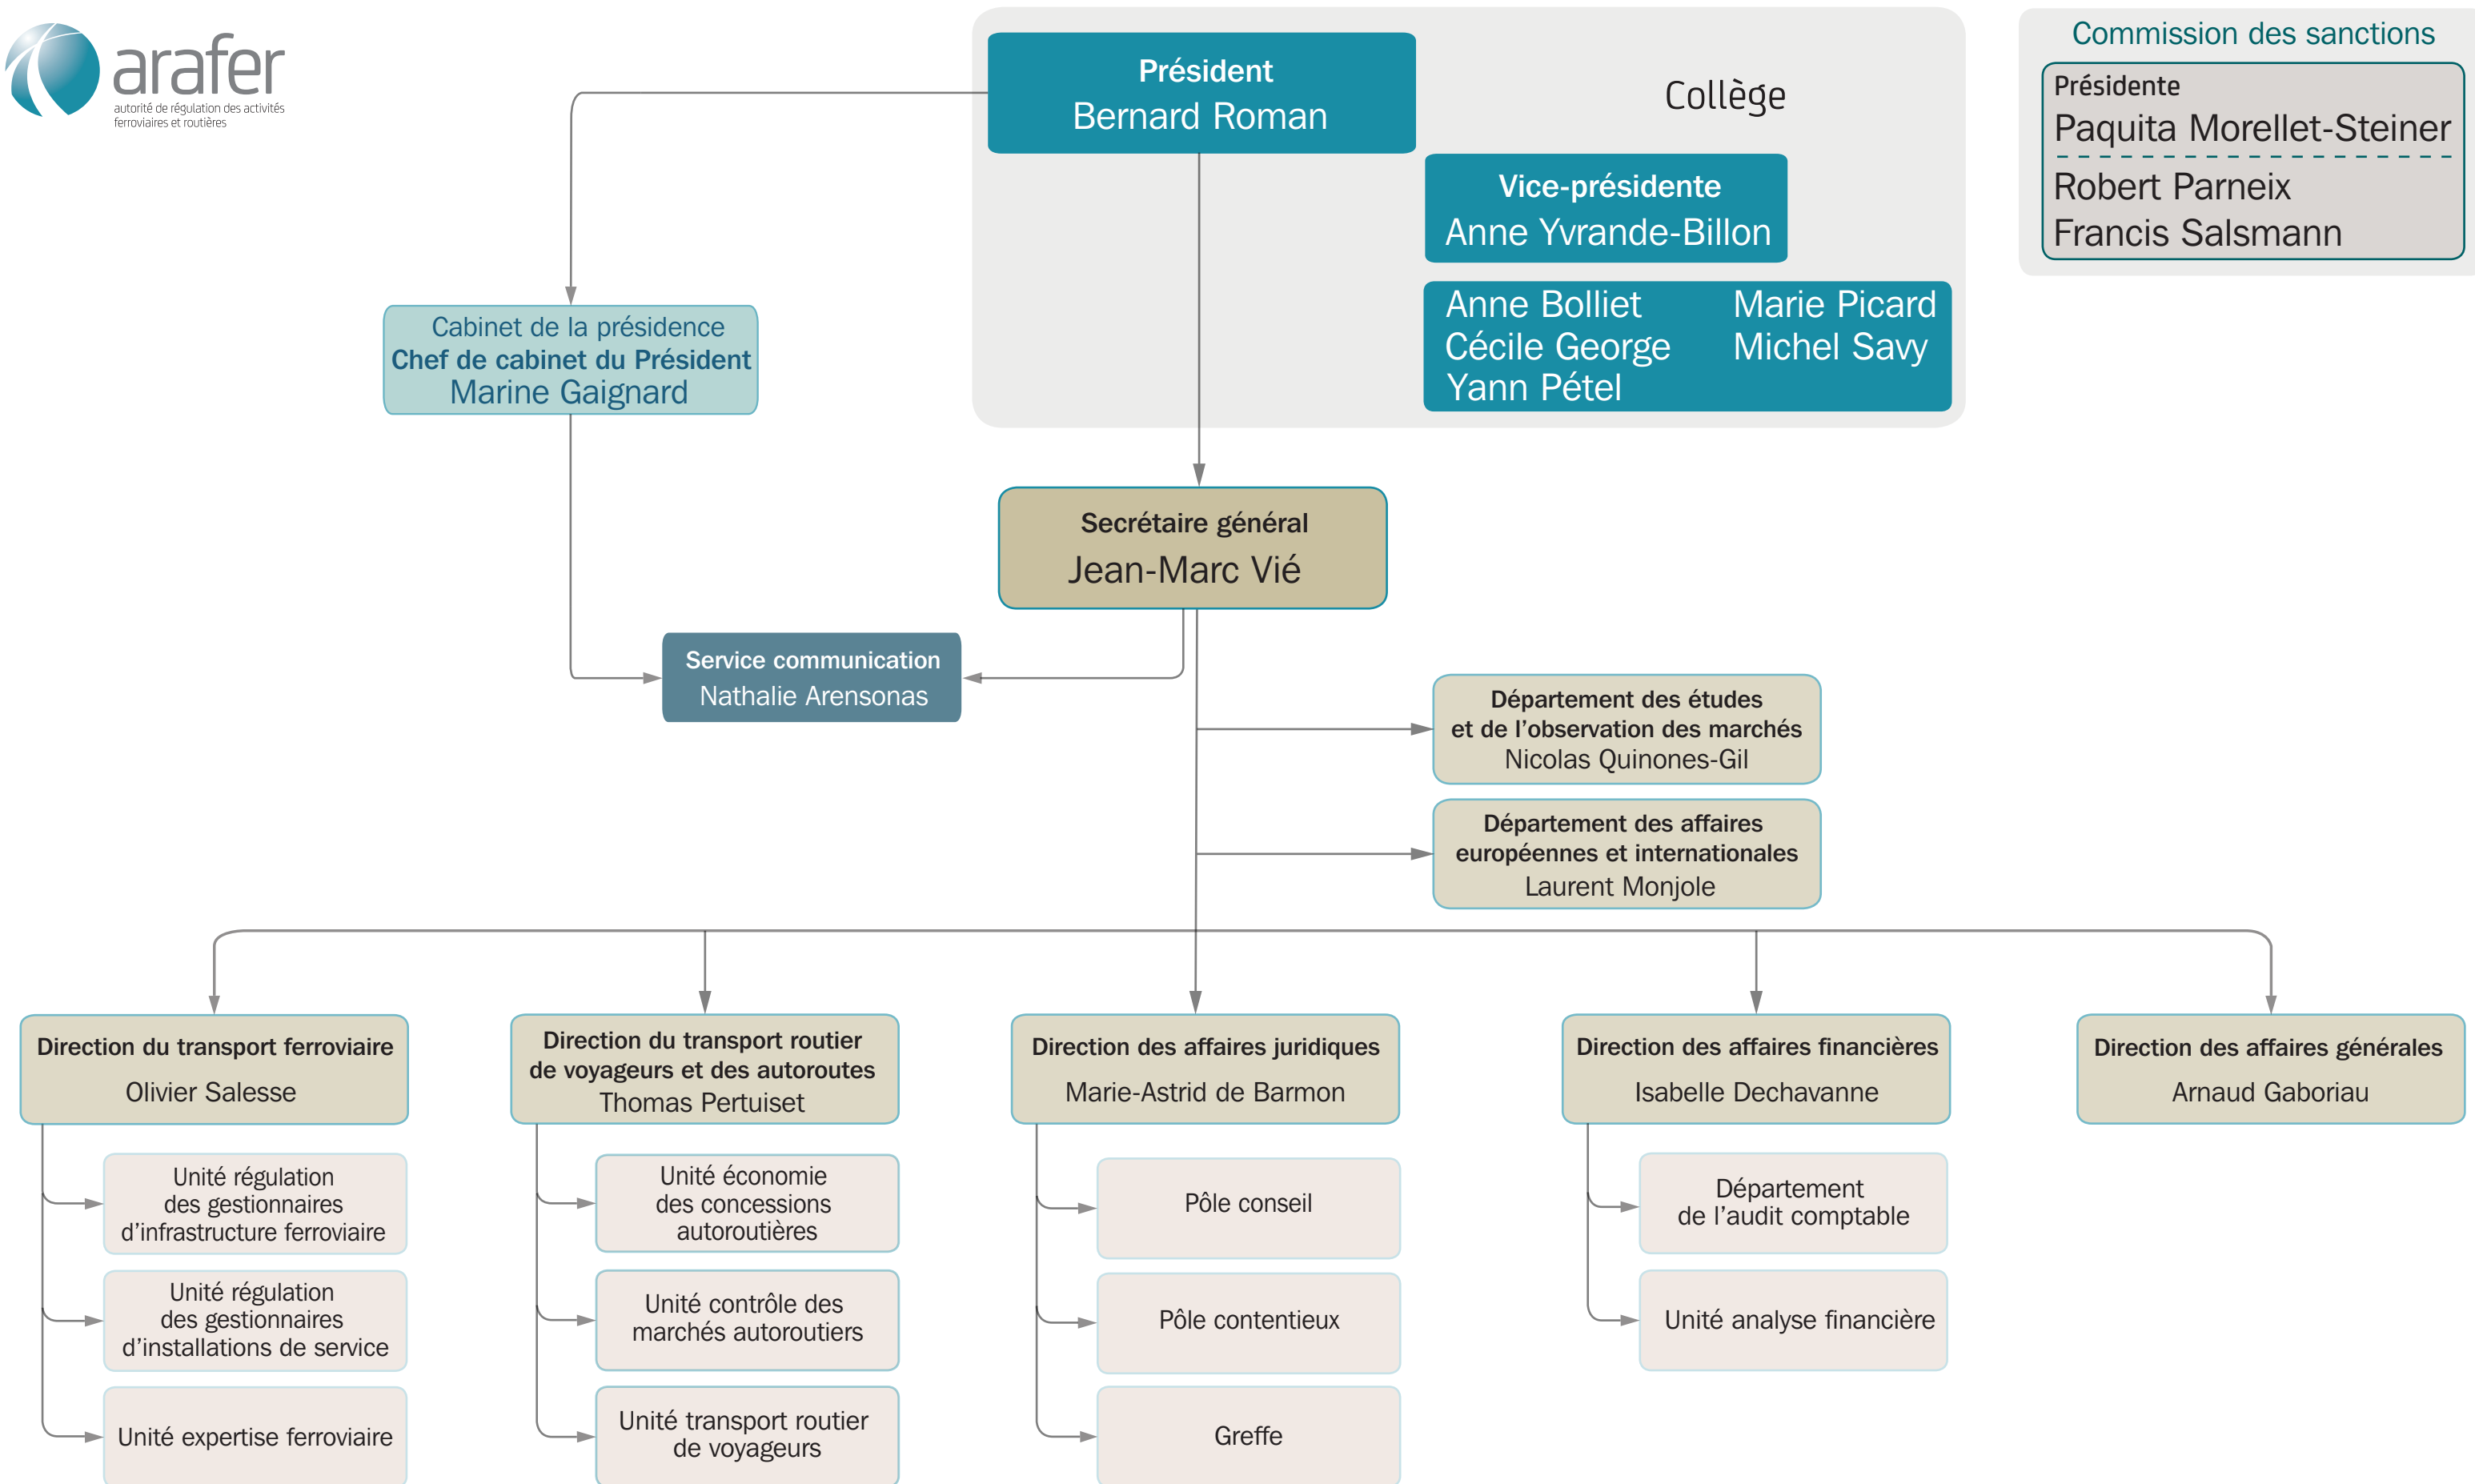 arafer
autorité de régulation des activités
ferroviaires et routières
Président
Bernard Roman
Collège
Vice-présidente
Anne Yvrande-Billon
Anne Bolliet
Cécile George
Yann Pétel
Marie Picard
Michel Savy
Commission des sanctions
Présidente
Paquita Morellet-Steiner
Robert Parneix
Francis Salsmann
Cabinet de la présidence
Chef de cabinet du Président
Marine Gaignard
Secrétaire général
Jean-Marc Vié
Service communication
Nathalie Arensonas
Département des études
et de l’observation des marchés
Nicolas Quinones-Gil
Département des affaires
européennes et internationales
Laurent Monjole
Direction du transport ferroviaire
Olivier Salesse
Unité régulation
des gestionnaires
d’infrastructure ferroviaire
Unité régulation
des gestionnaires
d’installations de service
Unité expertise ferroviaire
Direction du transport routier
de voyageurs et des autoroutes
Thomas Pertuiset
Unité économie
des concessions
autoroutières
Unité contrôle des
marchés autoroutiers
Unité transport routier
de voyageurs
Direction des affaires juridiques
Marie-Astrid de Barmon
Pôle conseil
Pôle contentieux
Greffe
Direction des affaires financières
Isabelle Dechavanne
Département
de l’audit comptable
Unité analyse financière
Direction des affaires générales
Arnaud Gaboriau